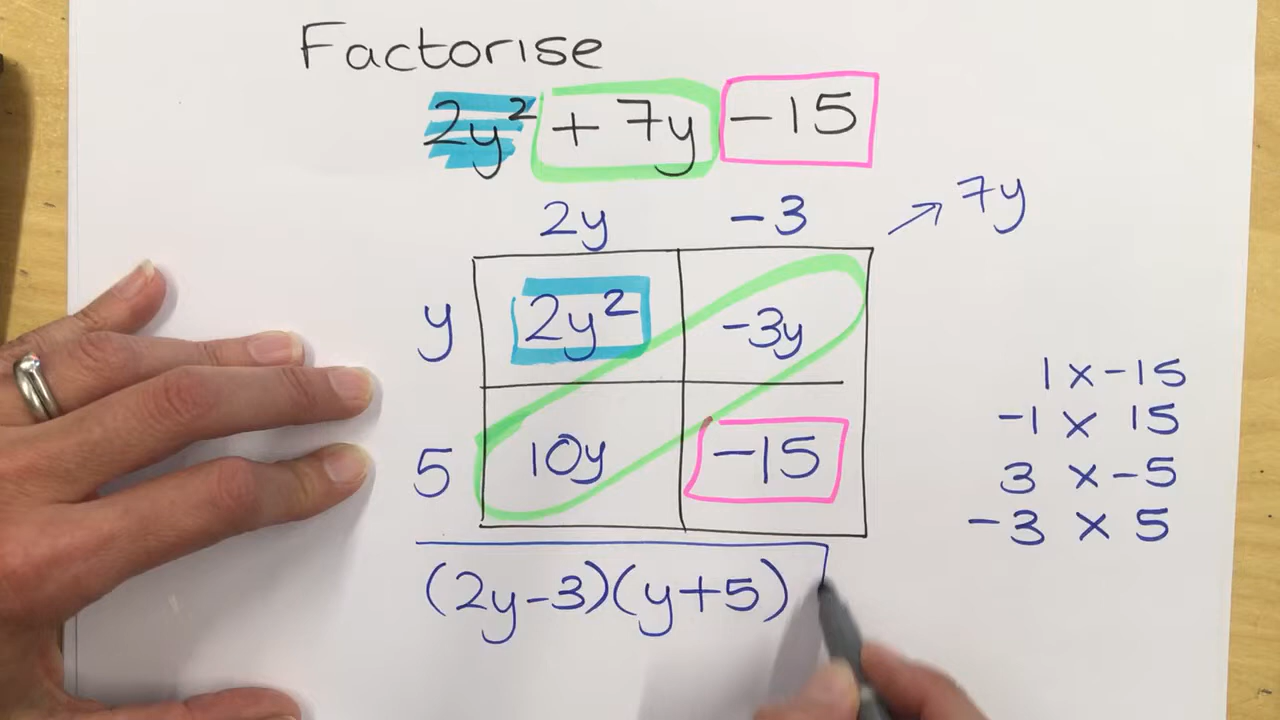 Factorise
2y² + 7y -15
2y -3 → 7y
y 2y² -3y
5 10y -15
(2y-3)(y+5)
1 x -15
-1 x 15
3 x -5
-3 x 5